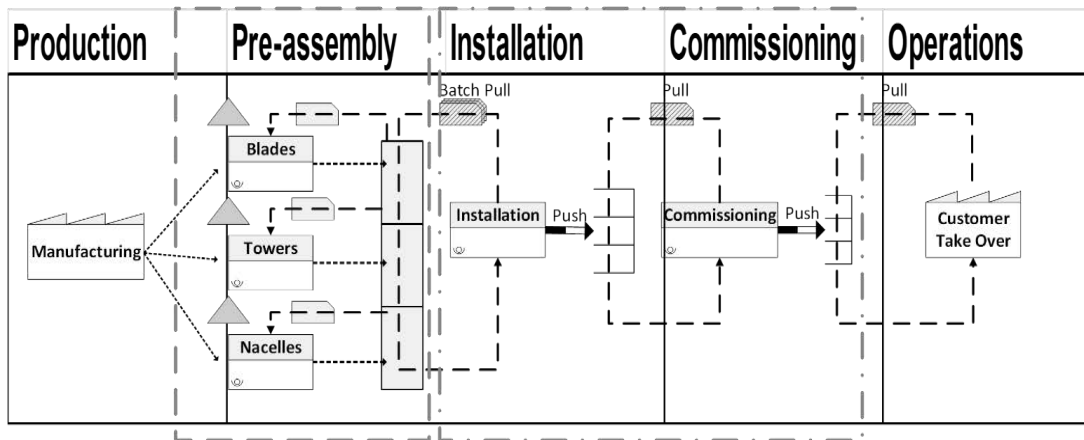 Production
Pre-assembly
Installation
Commissioning
Operations
Batch Pull
Pull
Pull
Blades
Manufacturing
Towers
Nacelles
Installation
Push
Commissioning
Push
Customer
Take Over